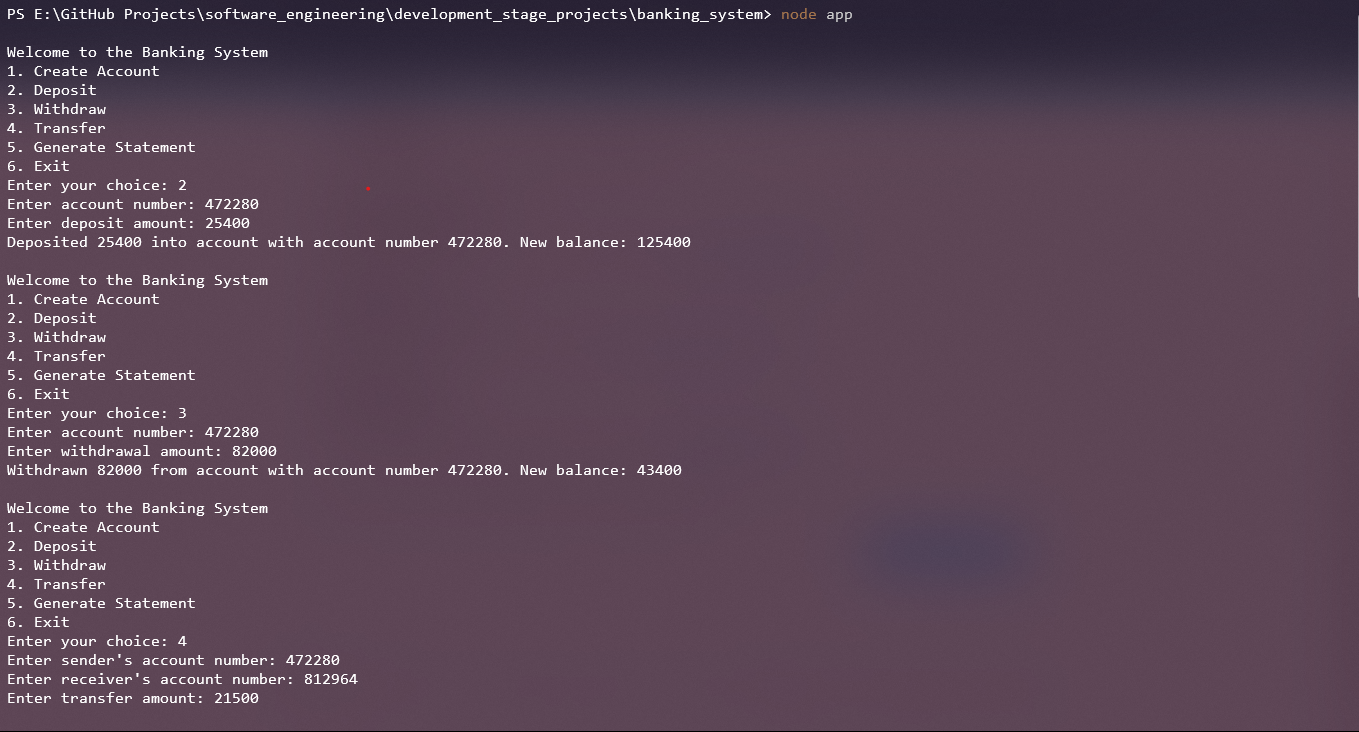 PS E:\GitHub Projects\software_engineering\development_stage_projects\banking_system> node app
Welcome to the Banking System
1. Create Account
2. Deposit
3. Withdraw
4. Transfer
5. Generate Statement
6. Exit
Enter your choice: 2
Enter account number: 472280
Enter deposit amount: 25400
Deposited 25400 into account with account number 472280. New balance: 125400
Welcome to the Banking System
1. Create Account
2. Deposit
3. Withdraw
4. Transfer
5. Generate Statement
6. Exit
Enter your choice: 3
Enter account number: 472280
Enter withdrawal amount: 82000
Withdrawn 82000 from account with account number 472280. New balance: 43400
Welcome to the Banking System
1. Create Account
2. Deposit
3. Withdraw
4. Transfer
5. Generate Statement
6. Exit
Enter your choice: 4
Enter sender's account number: 472280
Enter receiver's account number: 812964
Enter transfer amount: 21500